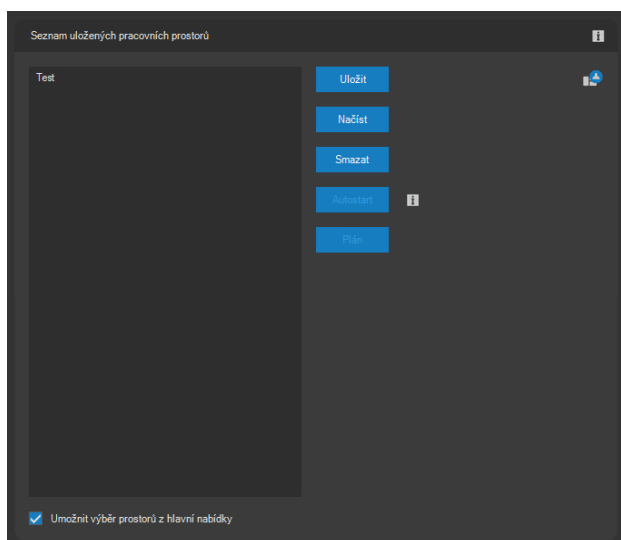 Seznam uložených pracovních prostorů
Test
Uložit
Načíst
Smazat
Autostart
Plán
Umožnit výběr prostorů z hlavní nabídky